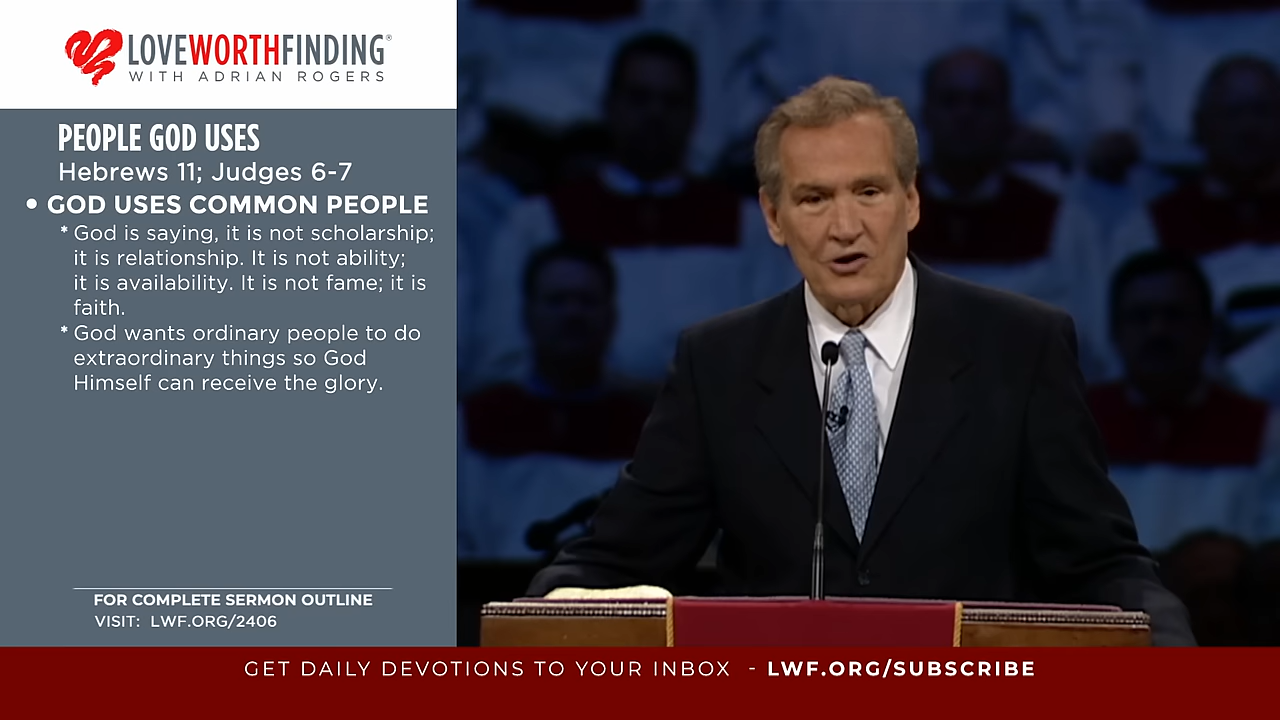 LOVEWORTHFINDING®
WITH ADRIAN ROGERS
PEOPLE GOD USES
Hebrews 11; Judges 6-7
• GOD USES COMMON PEOPLE
* God is saying, it is not scholarship;
it is relationship. It is not ability;
it is availability. It is not fame; it is
faith.
* God wants ordinary people to do
extraordinary things so God
Himself can receive the glory.
FOR COMPLETE SERMON OUTLINE
VISIT: LWF.ORG/2406
GET DAILY DEVOTIONS TO YOUR INBOX - LWF.ORG/SUBSCRIBE